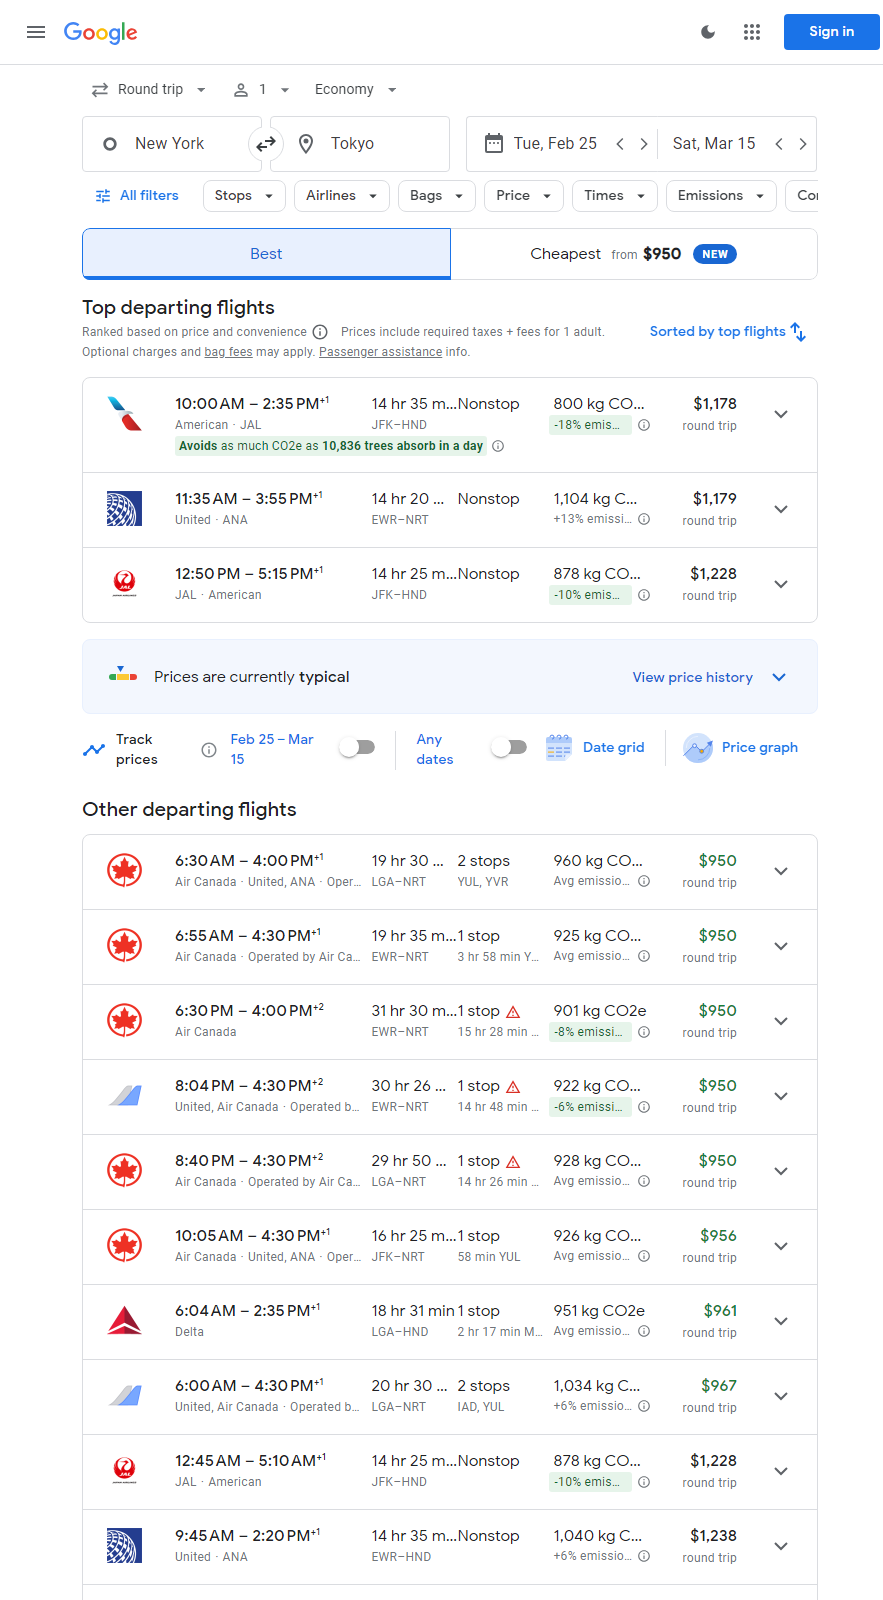 Google
Sign in
Round trip
1
Economy
New York
Tokyo
Tue, Feb 25
Sat, Mar 15
All filters
Stops
Airlines
Bags
Price
Times
Emissions
Con
Best
Cheapest from $950 NEW
Top departing flights
Ranked based on price and convenience
Prices include required taxes + fees for 1 adult.
Optional charges and bag fees may apply. Passenger assistance info.
Sorted by top flights
10:00 AM – 2:35 PM+1 14 hr 35 m... Nonstop 800 kg CO... $1,178
American · JAL JFK–HND -18% emis... round trip
Avoids as much CO2e as 10,836 trees absorb in a day
11:35 AM – 3:55 PM+1 14 hr 20 ... Nonstop 1,104 kg C... $1,179
United · ANA EWR–NRT +13% emissi... round trip
JAL
12:50 PM – 5:15 PM+1 14 hr 25 m... Nonstop 878 kg CO... $1,228
JAL · American JFK–HND -10% emis... round trip
Prices are currently typical
View price history
Track prices
Feb 25 – Mar 15
Any dates
Date grid
Price graph
Other departing flights
6:30 AM – 4:00 PM+1 19 hr 30 ... 2 stops 960 kg CO... $950
Air Canada · United, ANA · Oper... LGA–NRT YUL, YVR Avg emissio... round trip
6:55 AM – 4:30 PM+1 19 hr 35 m... 1 stop 925 kg CO... $950
Air Canada · Operated by Air Ca... EWR–NRT 3 hr 58 min Y... Avg emissio... round trip
6:30 PM – 4:00 PM+2 31 hr 30 m... 1 stop 901 kg CO2e $950
Air Canada EWR–NRT 15 hr 28 min ... -8% emissi... round trip
8:04 PM – 4:30 PM+2 30 hr 26 ... 1 stop 922 kg CO... $950
United, Air Canada · Operated b... EWR–NRT 14 hr 48 min ... -6% emissi... round trip
8:40 PM – 4:30 PM+2 29 hr 50 ... 1 stop 928 kg CO... $950
Air Canada · Operated by Air Ca... LGA–NRT 14 hr 26 min ... Avg emissio... round trip
10:05 AM – 4:30 PM+1 16 hr 25 m... 1 stop 926 kg CO... $956
Air Canada · United, ANA · Oper... JFK–NRT 58 min YUL Avg emissio... round trip
6:04 AM – 2:35 PM+1 18 hr 31 min 1 stop 951 kg CO2e $961
Delta LGA–HND 2 hr 17 min M... Avg emissio... round trip
6:00 AM – 4:30 PM+1 20 hr 30 ... 2 stops 1,034 kg C... $967
United, Air Canada · Operated b... LGA–NRT IAD, YUL +6% emissio... round trip
JAL
12:45 AM – 5:10 AM+1 14 hr 25 m... Nonstop 878 kg CO... $1,228
JAL · American JFK–HND -10% emis... round trip
9:45 AM – 2:20 PM+1 14 hr 35 m... Nonstop 1,040 kg C... $1,238
United · ANA EWR–HND +6% emissio... round trip